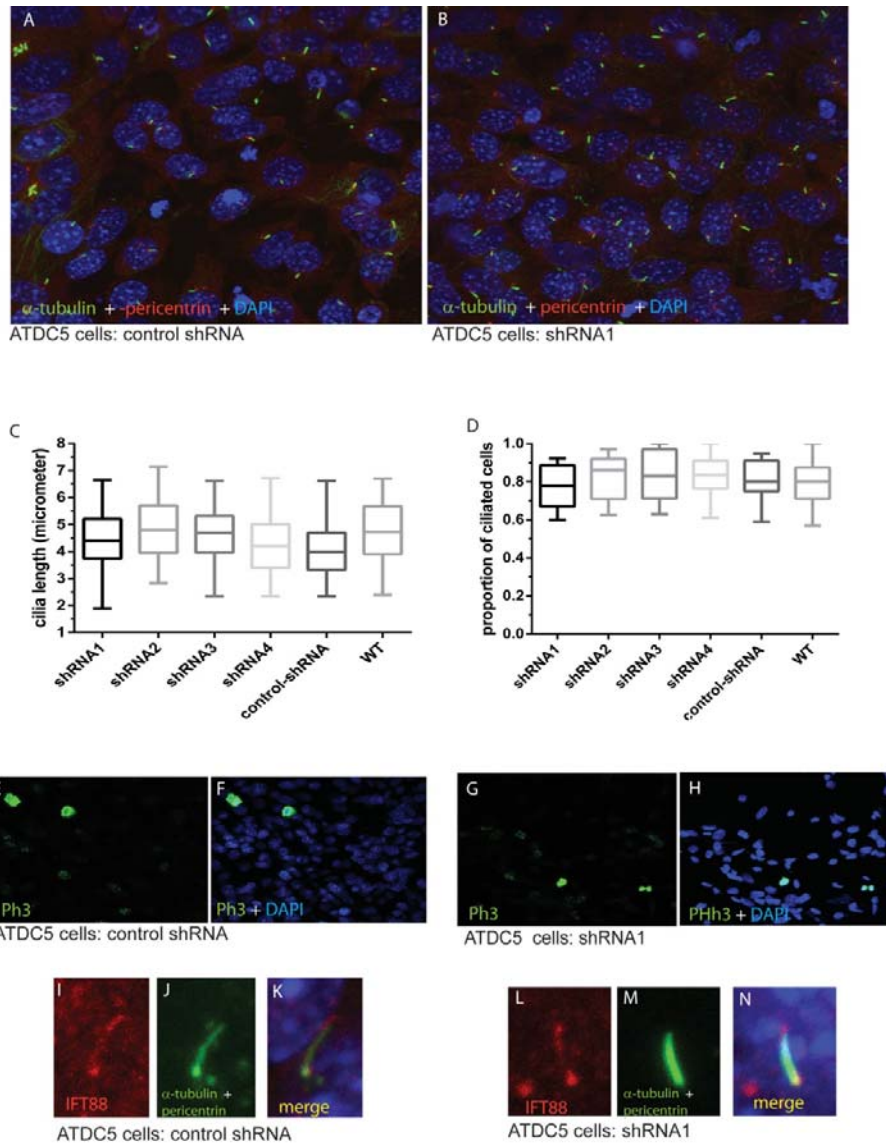 A
B
α-tubulin + -pericentrin + DAPI
α-tubulin + pericentrin + DAPI
ATDC5 cells: control shRNA
ATDC5 cells: shRNA1
C
cilia length (micrometer)
8
7
6
5
4
3
2
1
shRNA1
shRNA2
shRNA3
shRNA4
control-shRNA
WT
D
proportion of ciliated cells
1.0
0.8
0.6
0.4
0.2
0.0
shRNA1
shRNA2
shRNA3
shRNA4
control-shRNA
WT
F
G
H
Ph3
Ph3 + DAPI
Ph3
PHh3 + DAPI
ATDC5 cells: control shRNA
ATDC5 cells: shRNA1
I
J
K
IFT88
α-tubulin +
pericentrin
merge
ATDC5 cells: control shRNA
L
M
N
IFT88
α-tubulin +
pericentrin
merge
ATDC5 cells: shRNA1